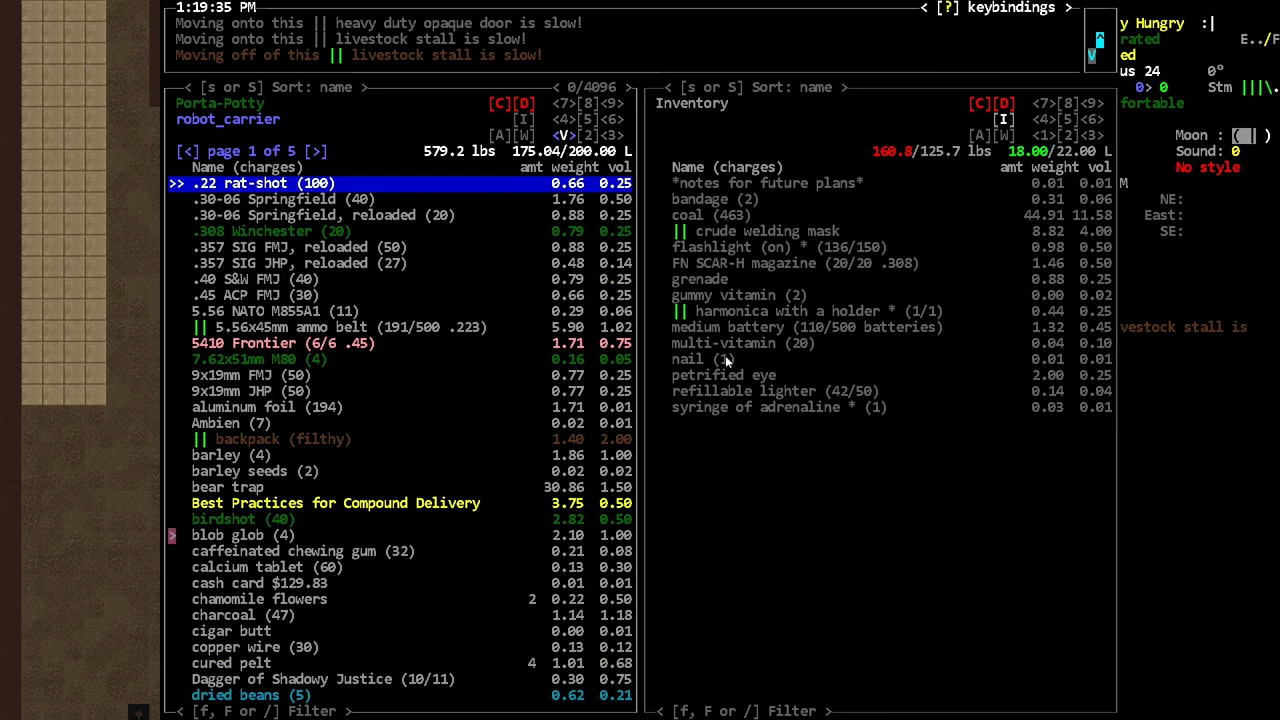 1:19:35 PM
< [?] keybindings >
Moving onto this || heavy duty opaque door is slow!
Moving onto this || livestock stall is slow!
Moving off of this || livestock stall is slow!
^
V
y Hungry :|
rated E../F
ed
us 24 0°
0> 0 Stm |||\.
fortable
Moon : ( )
Sound: 0
No style
M
NE:
East:
SE:
vestock stall is
< [s or S] Sort: name > 0/4096
Porta-Potty [C][D] <7>[8]<9>
robot_carrier [I] <4>[5]<6>
[A][W] <V>[2]<3>
[<] page 1 of 5 [>] 579.2 lbs 175.04/200.00 L
Name (charges) amt weight vol
>> .22 rat-shot (100) 0.66 0.25
.30-06 Springfield (40) 1.76 0.50
.30-06 Springfield, reloaded (20) 0.88 0.25
.308 Winchester (20) 0.79 0.25
.357 SIG FMJ, reloaded (50) 0.88 0.25
.357 SIG JHP, reloaded (27) 0.48 0.14
.40 S&W FMJ (40) 0.79 0.25
.45 ACP FMJ (30) 0.66 0.25
5.56 NATO M855A1 (11) 0.29 0.06
|| 5.56x45mm ammo belt (191/500 .223) 5.90 1.02
5410 Frontier (6/6 .45) 1.71 0.75
7.62x51mm M80 (4) 0.16 0.05
9x19mm FMJ (50) 0.77 0.25
9x19mm JHP (50) 0.77 0.25
aluminum foil (194) 1.71 0.01
Ambien (7) 0.02 0.01
|| backpack (filthy) 1.40 2.00
barley (4) 1.86 1.00
barley seeds (2) 0.02 0.02
bear trap 30.86 1.50
Best Practices for Compound Delivery 3.75 0.50
birdshot (40) 2.82 0.50
> blob glob (4) 2.10 1.00
caffeinated chewing gum (32) 0.21 0.08
calcium tablet (60) 0.13 0.30
cash card $129.83 0.01 0.01
chamomile flowers 2 0.22 0.50
charcoal (47) 1.14 1.18
cigar butt 0.00 0.01
copper wire (30) 0.13 0.12
cured pelt 4 1.01 0.68
Dagger of Shadowy Justice (10/11) 0.30 0.75
dried beans (5) 0.62 0.21
< [f, F or /] Filter >
< [s or S] Sort: name >
Inventory [C][D] <7>[8]<9>
[I] <4>[5]<6>
[A][W] <1>[2]<3>
160.8/125.7 lbs 18.00/22.00 L
Name (charges) amt weight vol
*notes for future plans* 0.01 0.01
bandage (2) 0.31 0.06
coal (463) 44.91 11.58
|| crude welding mask 8.82 4.00
flashlight (on) * (136/150) 0.98 0.50
FN SCAR-H magazine (20/20 .308) 1.46 0.50
grenade 0.88 0.25
gummy vitamin (2) 0.00 0.02
|| harmonica with a holder * (1/1) 0.44 0.25
medium battery (110/500 batteries) 1.32 0.45
multi-vitamin (20) 0.04 0.10
nail 0.01 0.01
petrified eye 2.00 0.25
refillable lighter (42/50) 0.14 0.04
syringe of adrenaline * (1) 0.03 0.01
< [f, F or /] Filter >